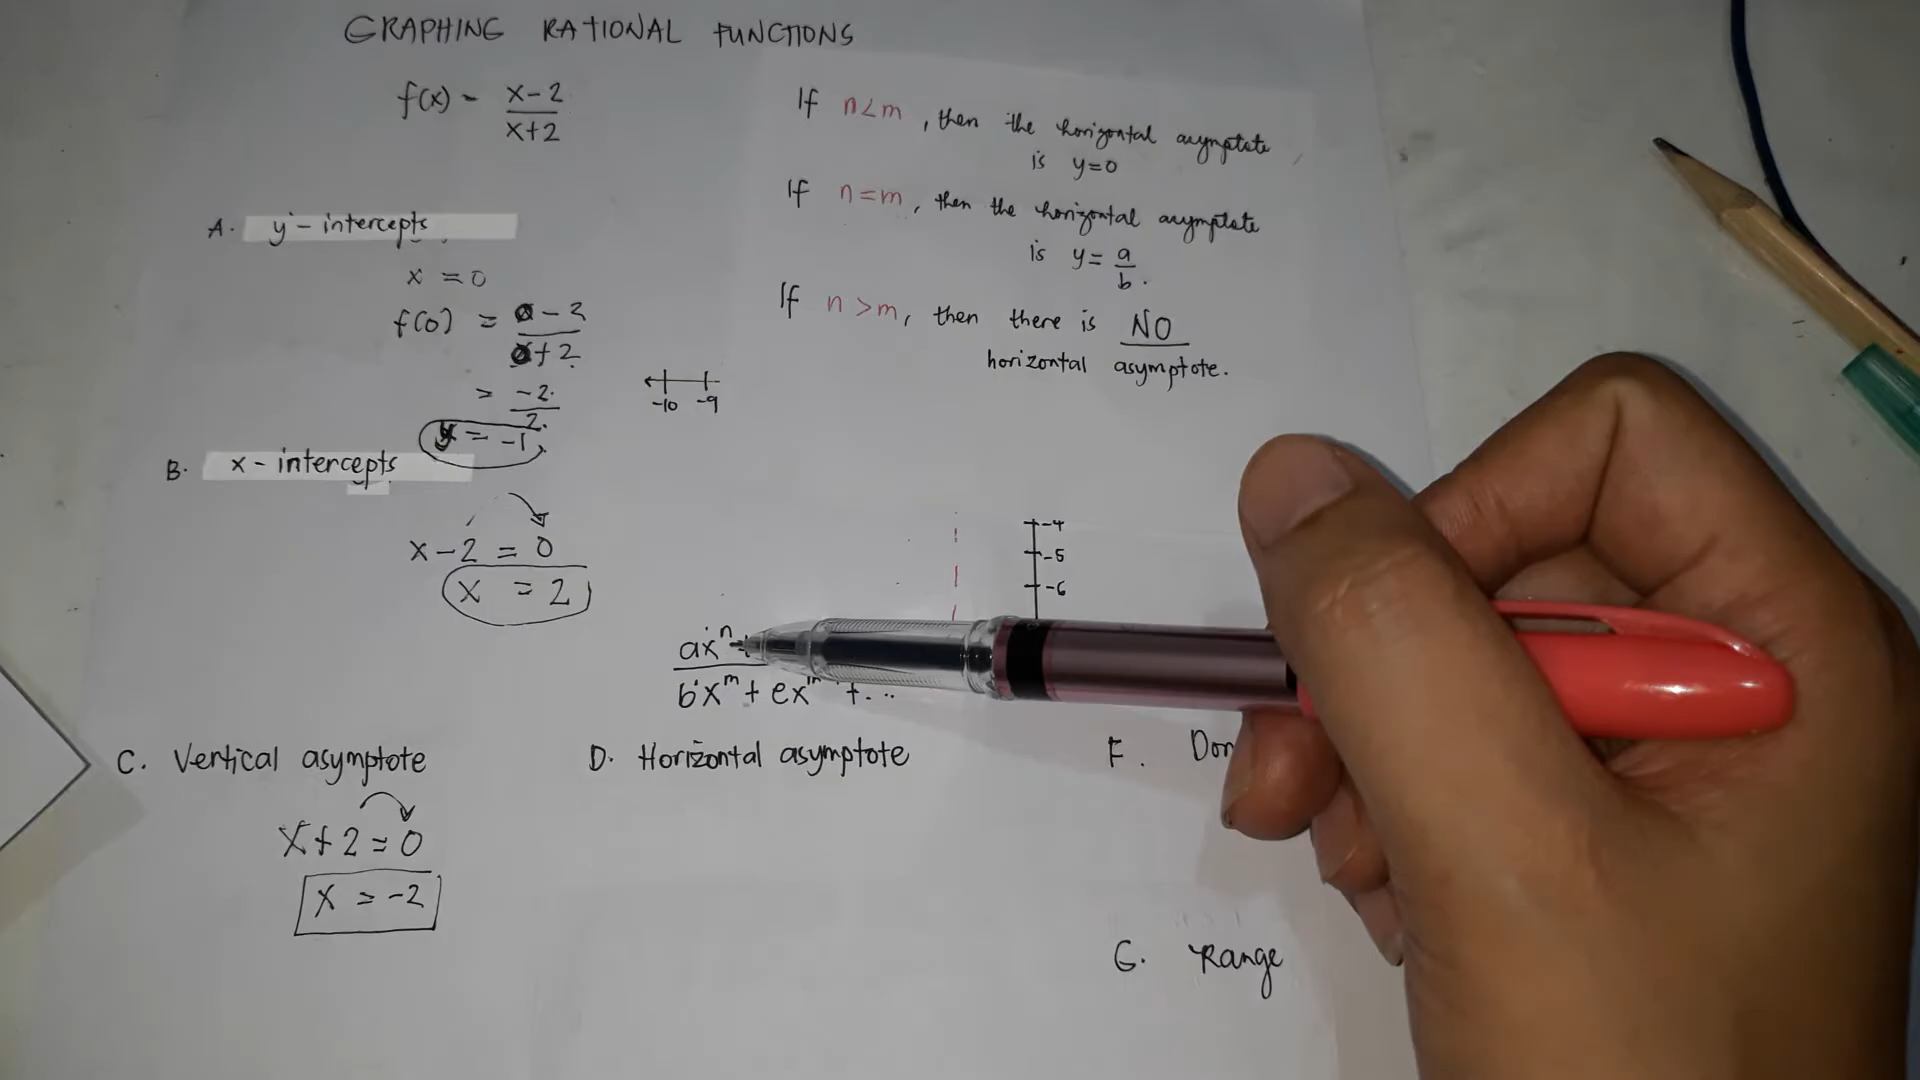 GRAPHING RATIONAL FUNCTIONS
f(x) = x-2
x+2
A. y-intercepts
x = 0
f(0) = 0-2
0+2
= -2
2
y = -1
B. x-intercepts
x-2 = 0
x = 2
C. Vertical asymptote
x+2 = 0
x = -2
If n<m, then the horizontal asymptote
is y=0
If n=m, then the horizontal asymptote
is y= a
b.
If n>m, then there is NO
horizontal asymptote.
-10 -9
-4
-5
-6
ax^n
bx^m + ex^m + ...
D. Horizontal asymptote
F.
G. Range